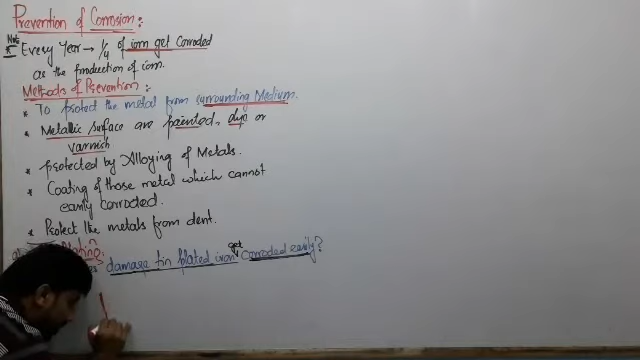 Prevention of Corrosion:
Note
* Every year → 1/4 of iron get Corroded
as the production of iron.
Methods of Prevention:
* To protect the metal from surrounding Medium.
* Metallic surface are painted, dye or
varnish
* Protected by Alloying of Metals.
* Coating of those metal which cannot
easily corroded.
* Protect the metals from dent.
get
damage tin plated iron corroded easily?